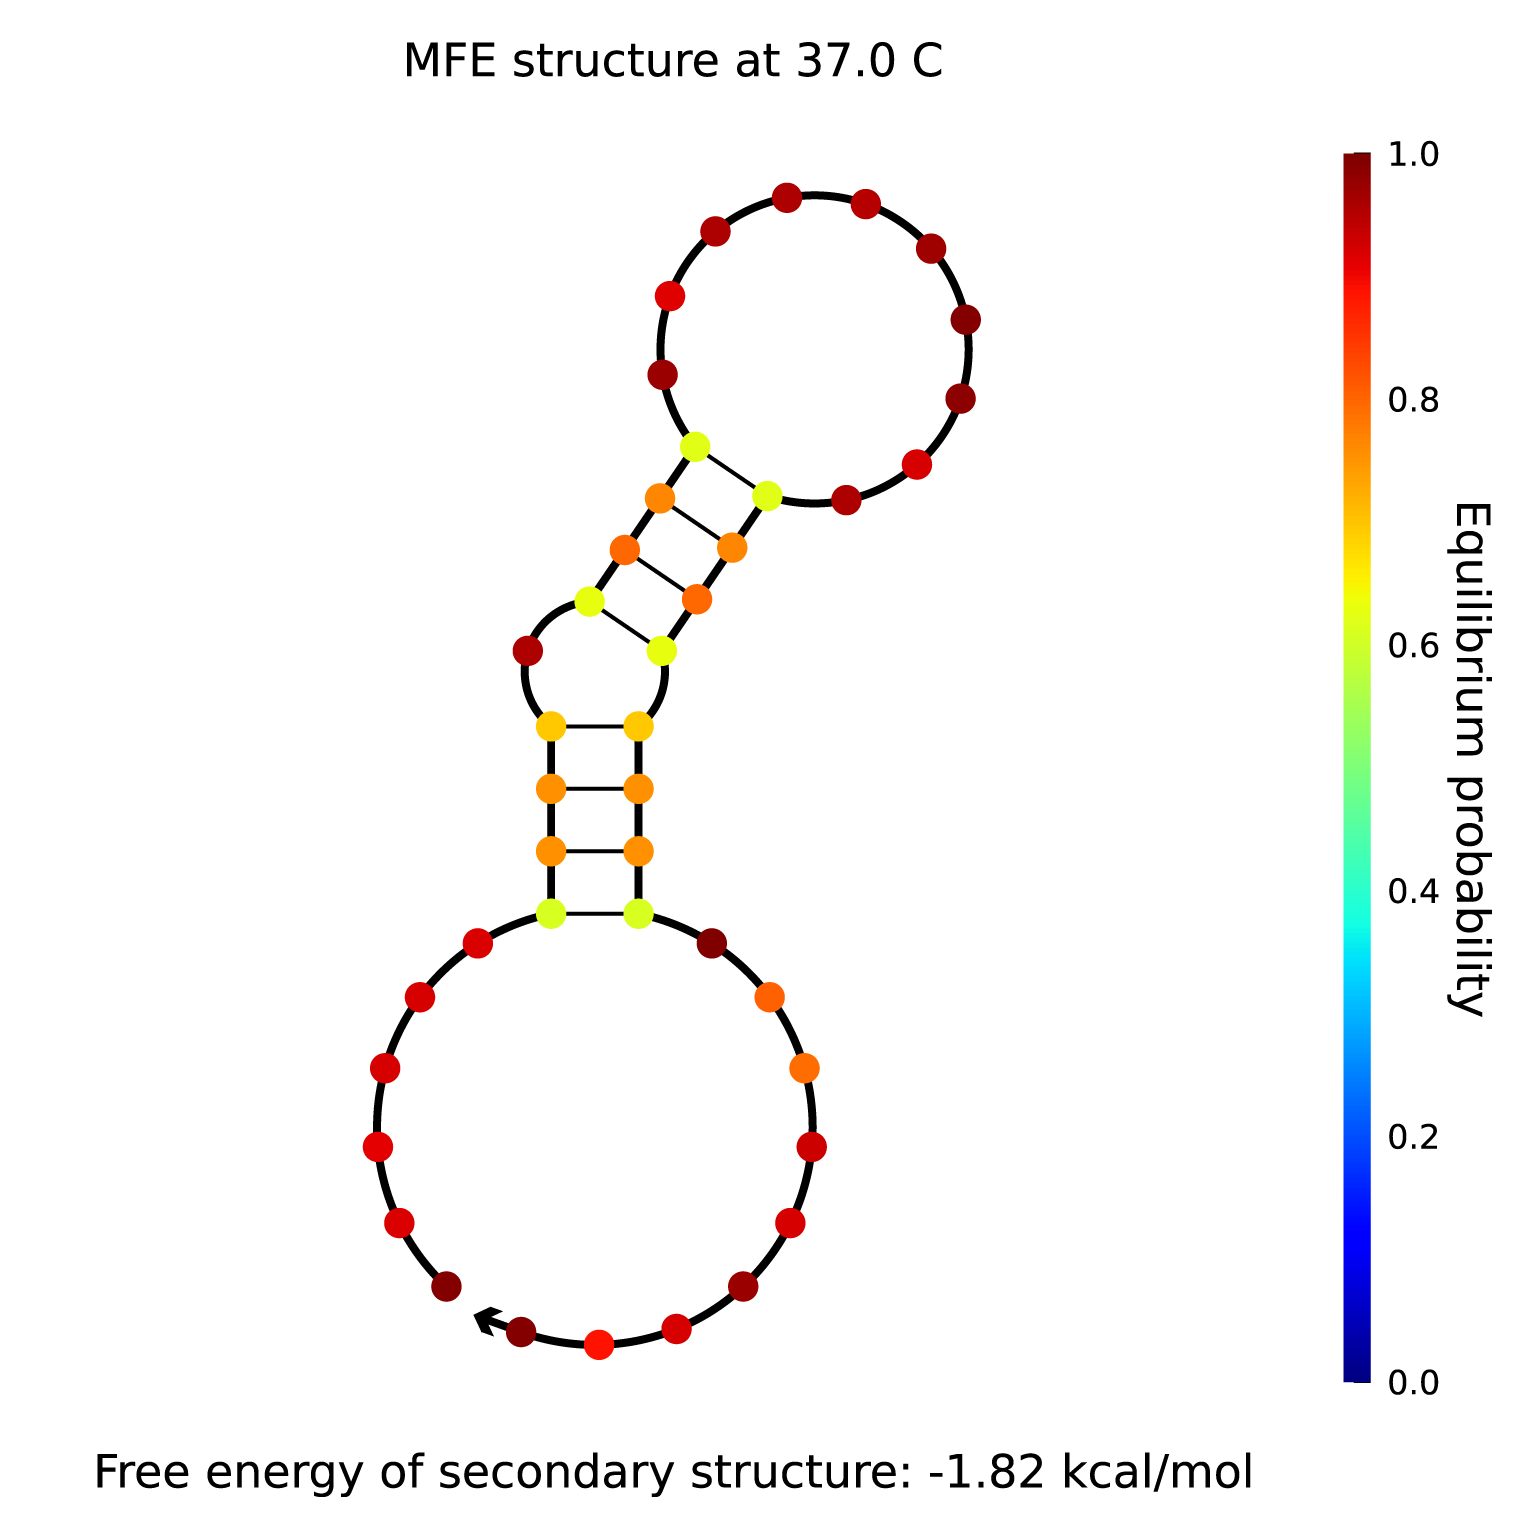 MFE structure at 37.0 C
1.0
0.8
0.6
0.4
0.2
0.0
Equilibrium probability
Free energy of secondary structure: -1.82 kcal/mol